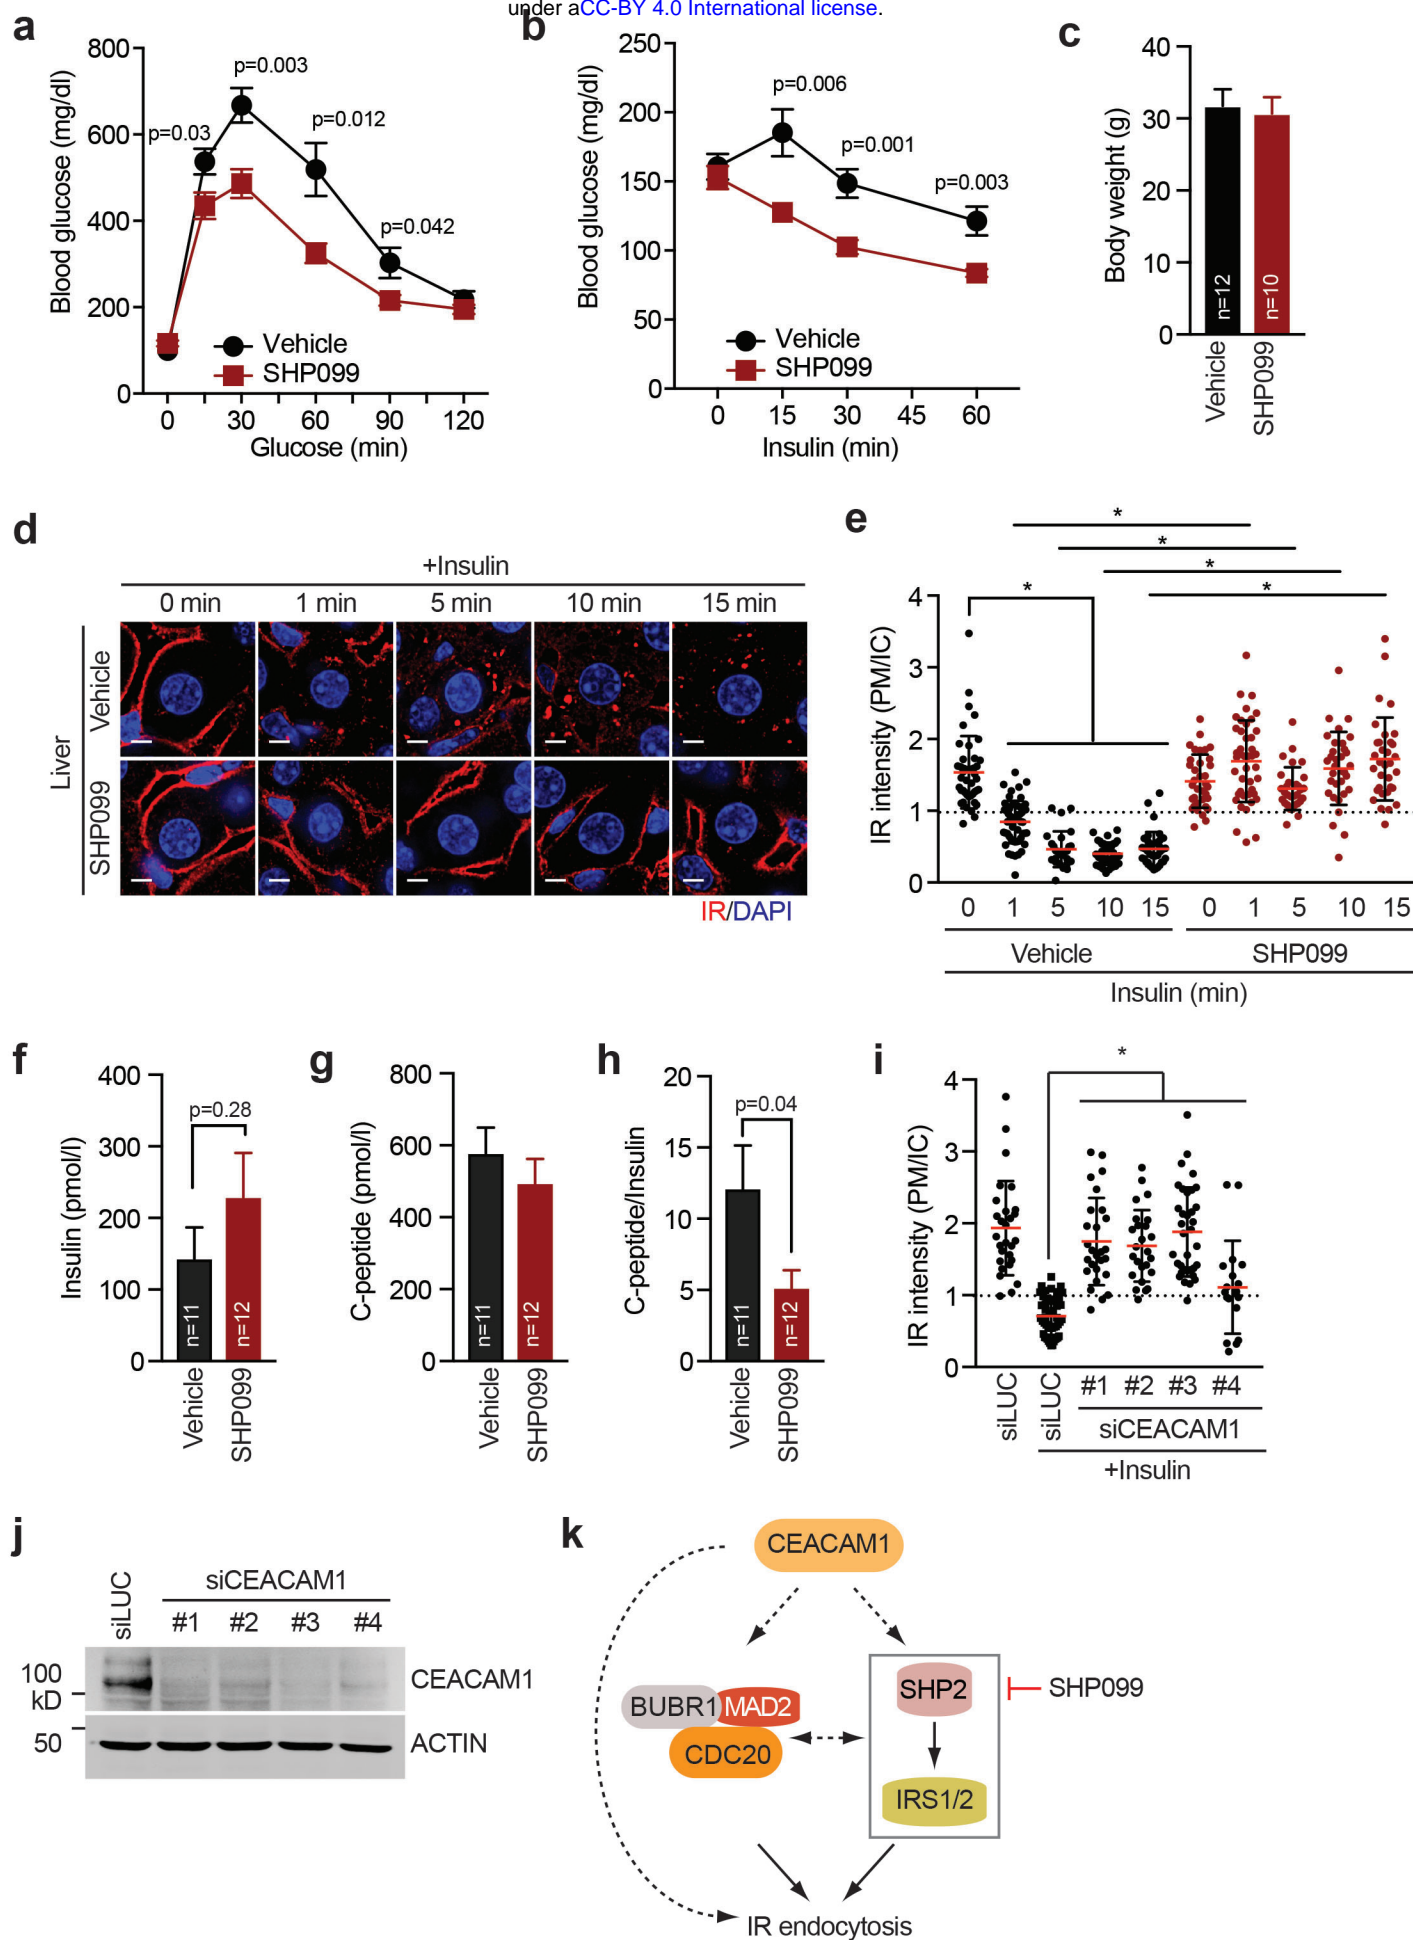 under aCC-BY 4.0 International license.
a
800
600
400
200
0
Blood glucose (mg/dl)
p=0.03
p=0.003
p=0.012
p=0.042
Vehicle
SHP099
0 30 60 90 120
Glucose (min)
b
250
200
150
100
50
0
Blood glucose (mg/dl)
p=0.006
p=0.001
p=0.003
Vehicle
SHP099
0 15 30 45 60
Insulin (min)
c
40
30
20
10
0
Body weight (g)
n=12
n=10
Vehicle
SHP099
d
+Insulin
0 min 1 min 5 min 10 min 15 min
Liver
Vehicle
SHP099
IR/DAPI
e
*
*
*
*
*
4
3
2
1
0
IR intensity (PM/IC)
0 1 5 10 15 0 1 5 10 15
Vehicle SHP099
Insulin (min)
f
400
300
200
100
0
Insulin (pmol/l)
p=0.28
n=11
n=12
Vehicle
SHP099
g
800
600
400
200
0
C-peptide (pmol/l)
n=11
n=12
Vehicle
SHP099
h
20
15
10
5
0
C-peptide/Insulin
p=0.04
n=11
n=12
Vehicle
SHP099
i
*
4
3
2
1
0
IR intensity (PM/IC)
siLUC
siLUC
#1 #2 #3 #4
siCEACAM1
+Insulin
j
siLUC
siCEACAM1
#1 #2 #3 #4
100
kD
50
CEACAM1
ACTIN
k
CEACAM1
BUBR1
MAD2
CDC20
SHP2
SHP099
IRS1/2
IR endocytosis